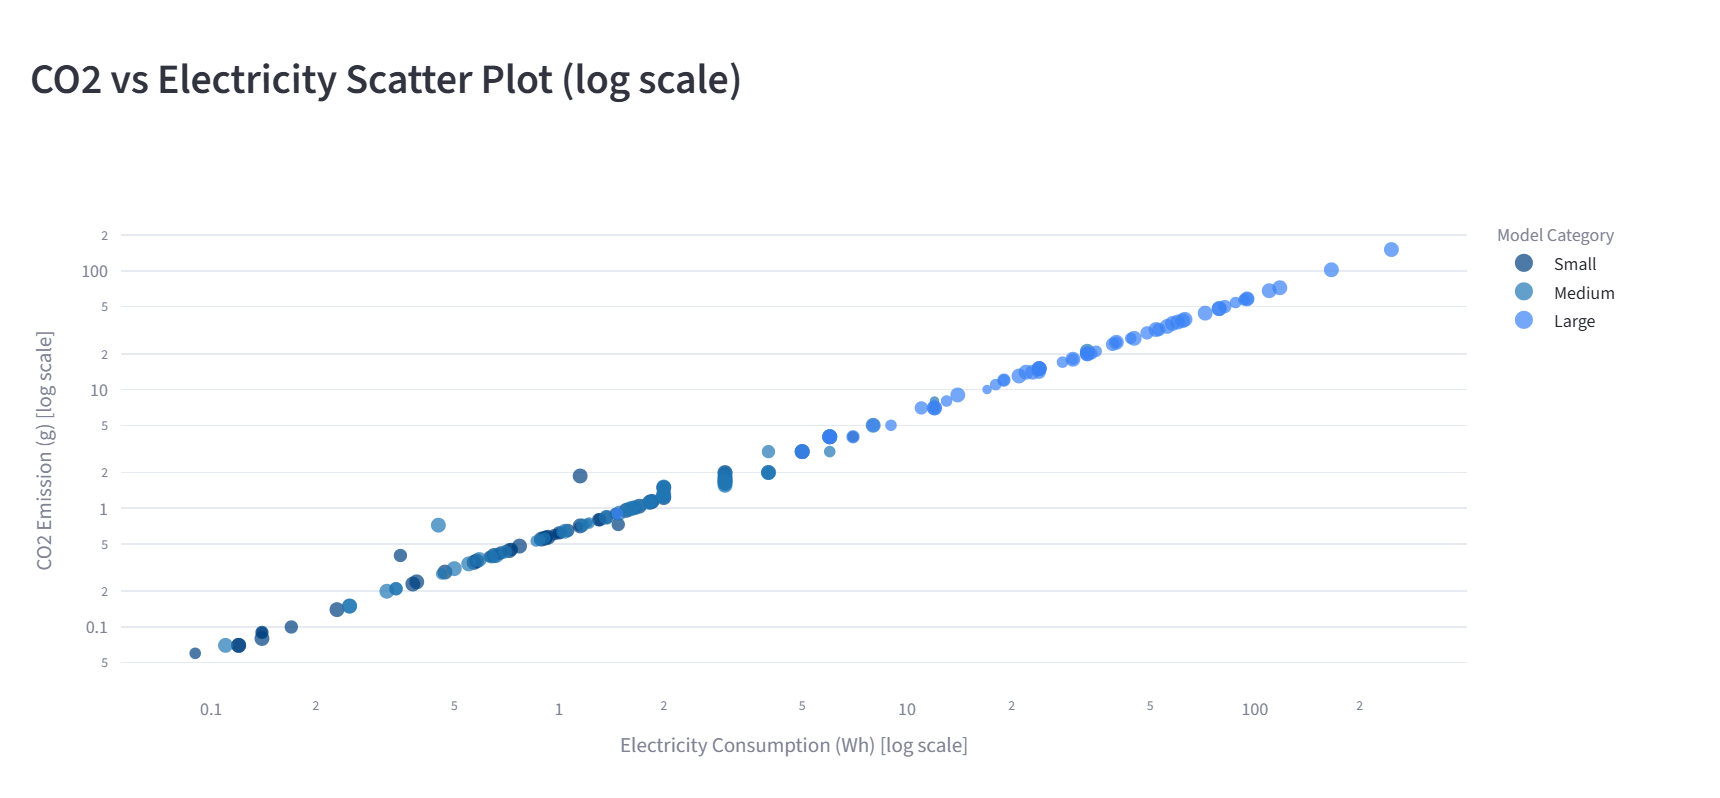 CO2 vs Electricity Scatter Plot (log scale)
2
100
5
2
10
5
2
1
5
2
0.1
5
CO2 Emission (g) [log scale]
0.1 2 5 1 2 5 10 2 5 100 2
Electricity Consumption (Wh) [log scale]
Model Category
Small
Medium
Large